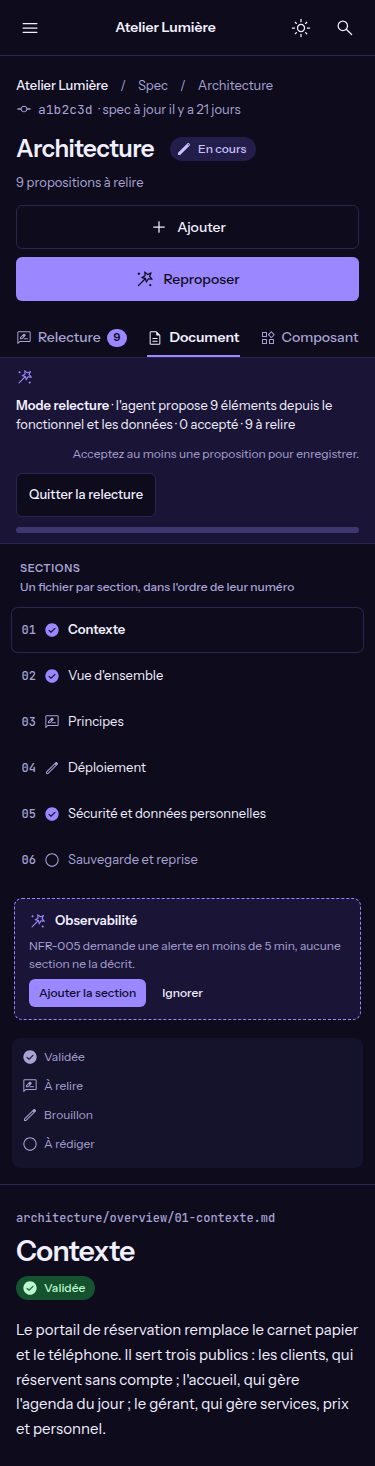 Atelier Lumière
Atelier Lumière / Spec / Architecture
a1b2c3d · spec à jour il y a 21 jours
Architecture En cours
9 propositions à relire
Ajouter
Reproposer
Relecture 9 Document Composant
Mode relecture · l'agent propose 9 éléments depuis le
fonctionnel et les données · 0 accepté · 9 à relire
Acceptez au moins une proposition pour enregistrer.
Quitter la relecture
SECTIONS
Un fichier par section, dans l'ordre de leur numéro
01 Contexte
02 Vue d'ensemble
03 Principes
04 Déploiement
05 Sécurité et données personnelles
06 Sauvegarde et reprise
Observabilité
NFR-005 demande une alerte en moins de 5 min, aucune
section ne la décrit.
Ajouter la section Ignorer
Validée
À relire
Brouillon
À rédiger
architecture/overview/01-contexte.md
Contexte
Validée
Le portail de réservation remplace le carnet papier
et le téléphone. Il sert trois publics : les clients, qui
réservent sans compte ; l'accueil, qui gère
l'agenda du jour ; le gérant, qui gère services, prix
et personnel.